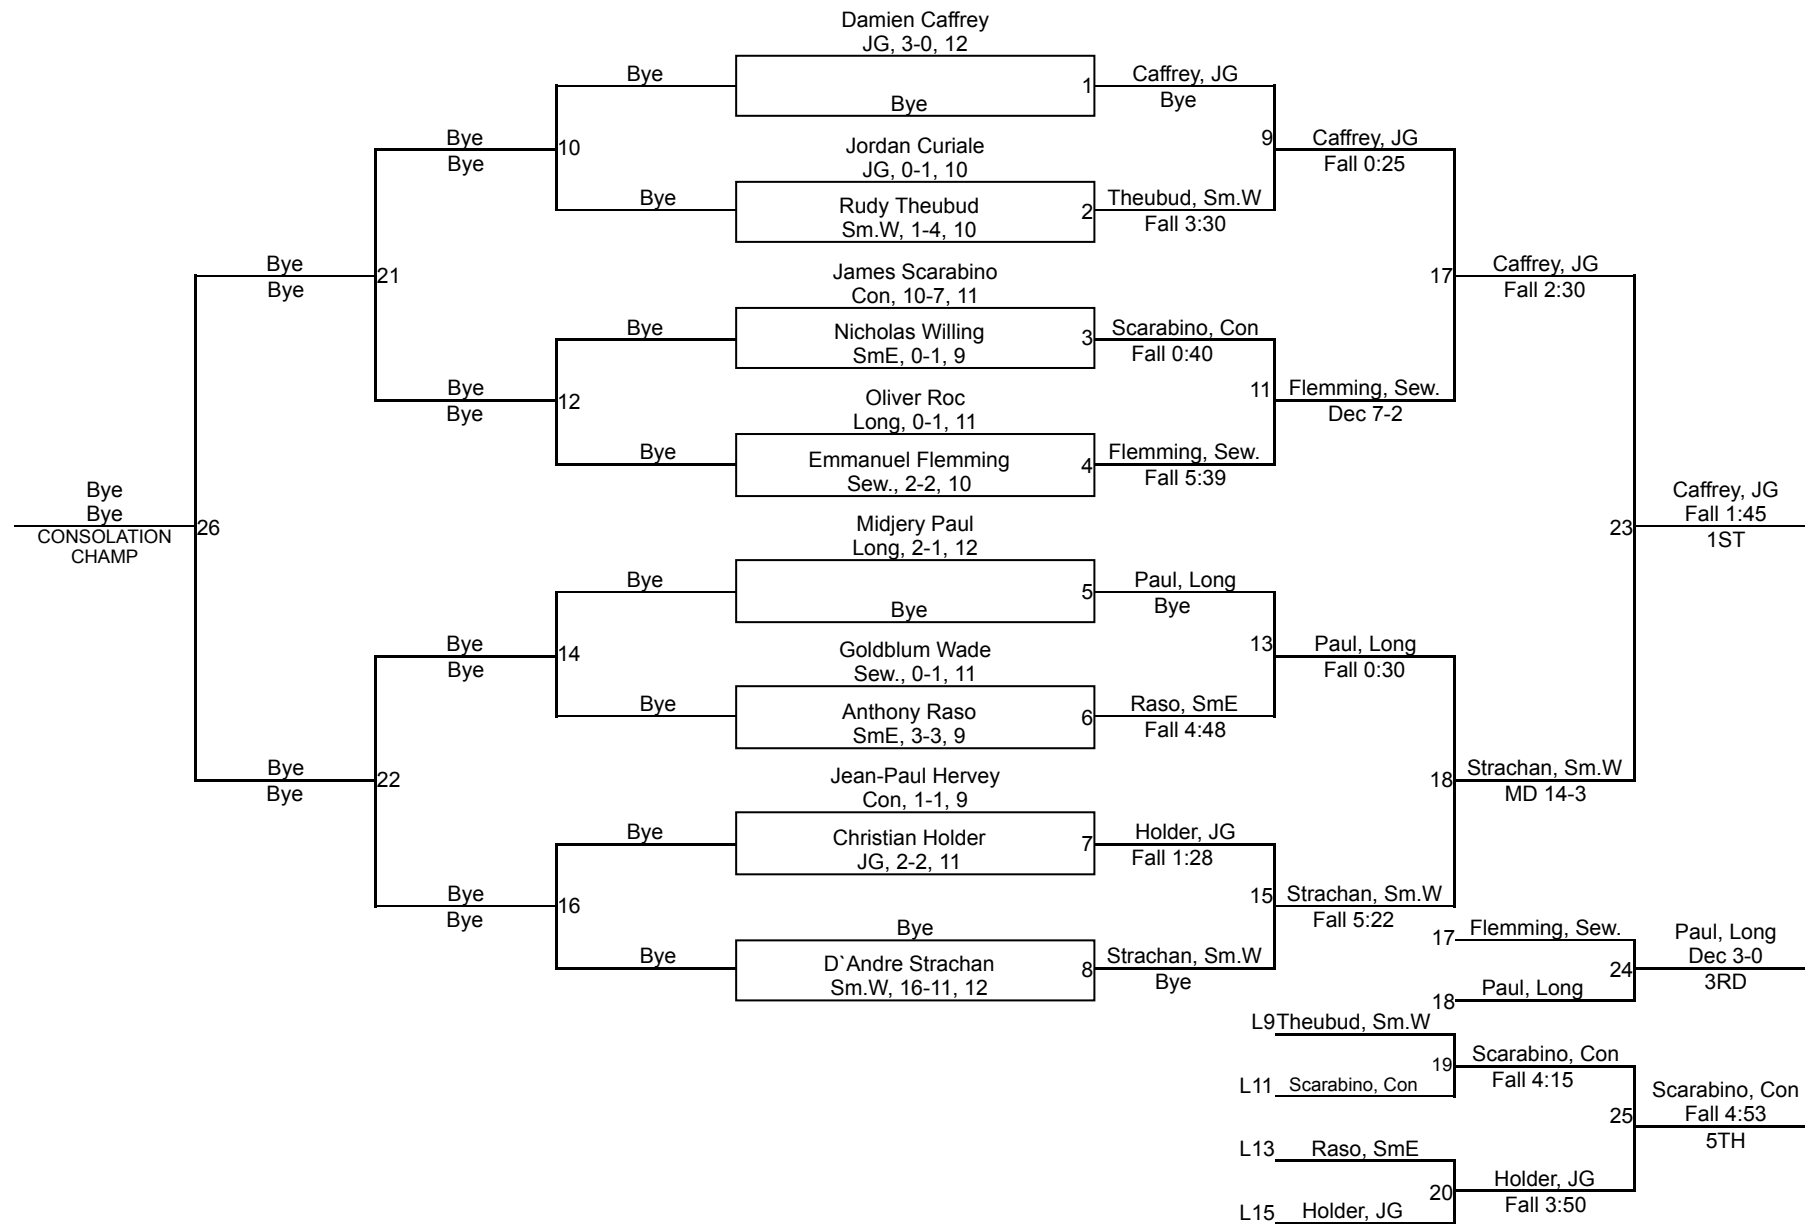 Damien Caffrey
JG, 3-0, 12
Bye
1
Caffrey, JG
Bye
Bye
Jordan Curiale
JG, 0-1, 10
Bye
Rudy Theubud
Sm.W, 1-4, 10
2
Theubud, Sm.W
Fall 3:30
Bye
Bye
10
9
Caffrey, JG
Fall 0:25
James Scarabino
Con, 10-7, 11
Bye
Nicholas Willing
SmE, 0-1, 9
3
Scarabino, Con
Fall 0:40
Bye
Bye
21
17
Caffrey, JG
Fall 2:30
Bye
Bye
12
11
Flemming, Sew.
Dec 7-2
Oliver Roc
Long, 0-1, 11
Bye
Emmanuel Flemming
Sew., 2-2, 10
4
Flemming, Sew.
Fall 5:39
Bye
Bye
CONSOLATION
CHAMP
26
23
Caffrey, JG
Fall 1:45
1ST
Midjery Paul
Long, 2-1, 12
Bye
Bye
5
Paul, Long
Bye
Bye
Bye
14
13
Paul, Long
Fall 0:30
Goldblum Wade
Sew., 0-1, 11
Bye
Anthony Raso
SmE, 3-3, 9
6
Raso, SmE
Fall 4:48
Bye
Bye
22
18
Strachan, Sm.W
MD 14-3
Jean-Paul Hervey
Con, 1-1, 9
Bye
Christian Holder
JG, 2-2, 11
7
Holder, JG
Fall 1:28
Bye
Bye
16
15
Strachan, Sm.W
Fall 5:22
Bye
Bye
D`Andre Strachan
Sm.W, 16-11, 12
8
Strachan, Sm.W
Bye
17
Flemming, Sew.
18
Paul, Long
24
Paul, Long
Dec 3-0
3RD
L9
Theubud, Sm.W
L11
Scarabino, Con
19
Scarabino, Con
Fall 4:15
25
Scarabino, Con
Fall 4:53
5TH
L13
Raso, SmE
L15
Holder, JG
20
Holder, JG
Fall 3:50